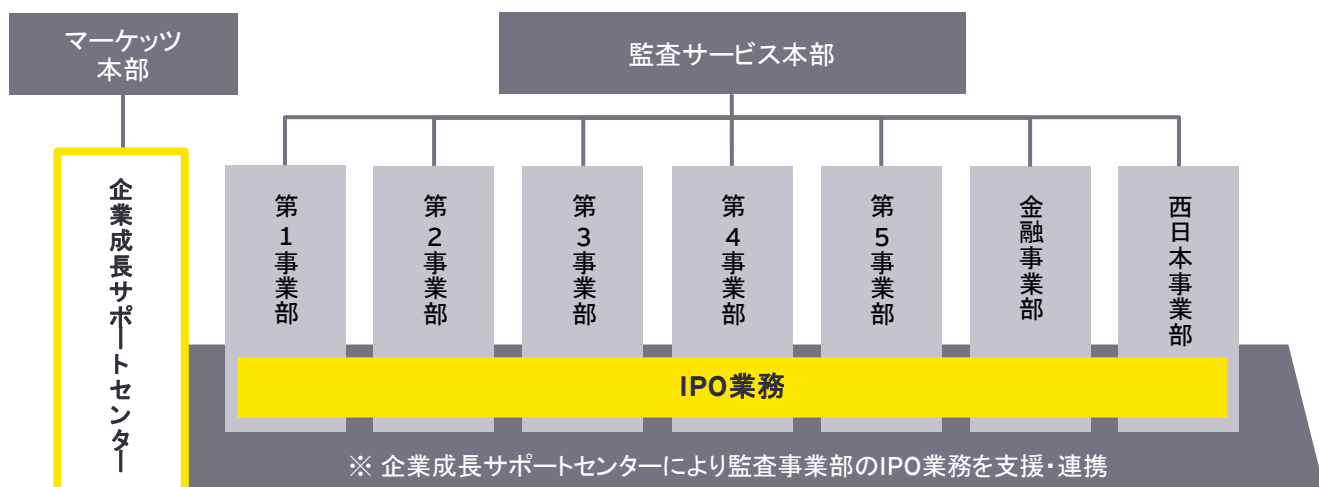 マーケッツ
本部
監査サービス本部
企業成長サポートセンター
第1事業部
第2事業部
第3事業部
第4事業部
第5事業部
金融事業部
西日本事業部
IPO業務
※ 企業成長サポートセンターにより監査事業部のIPO業務を支援・連携